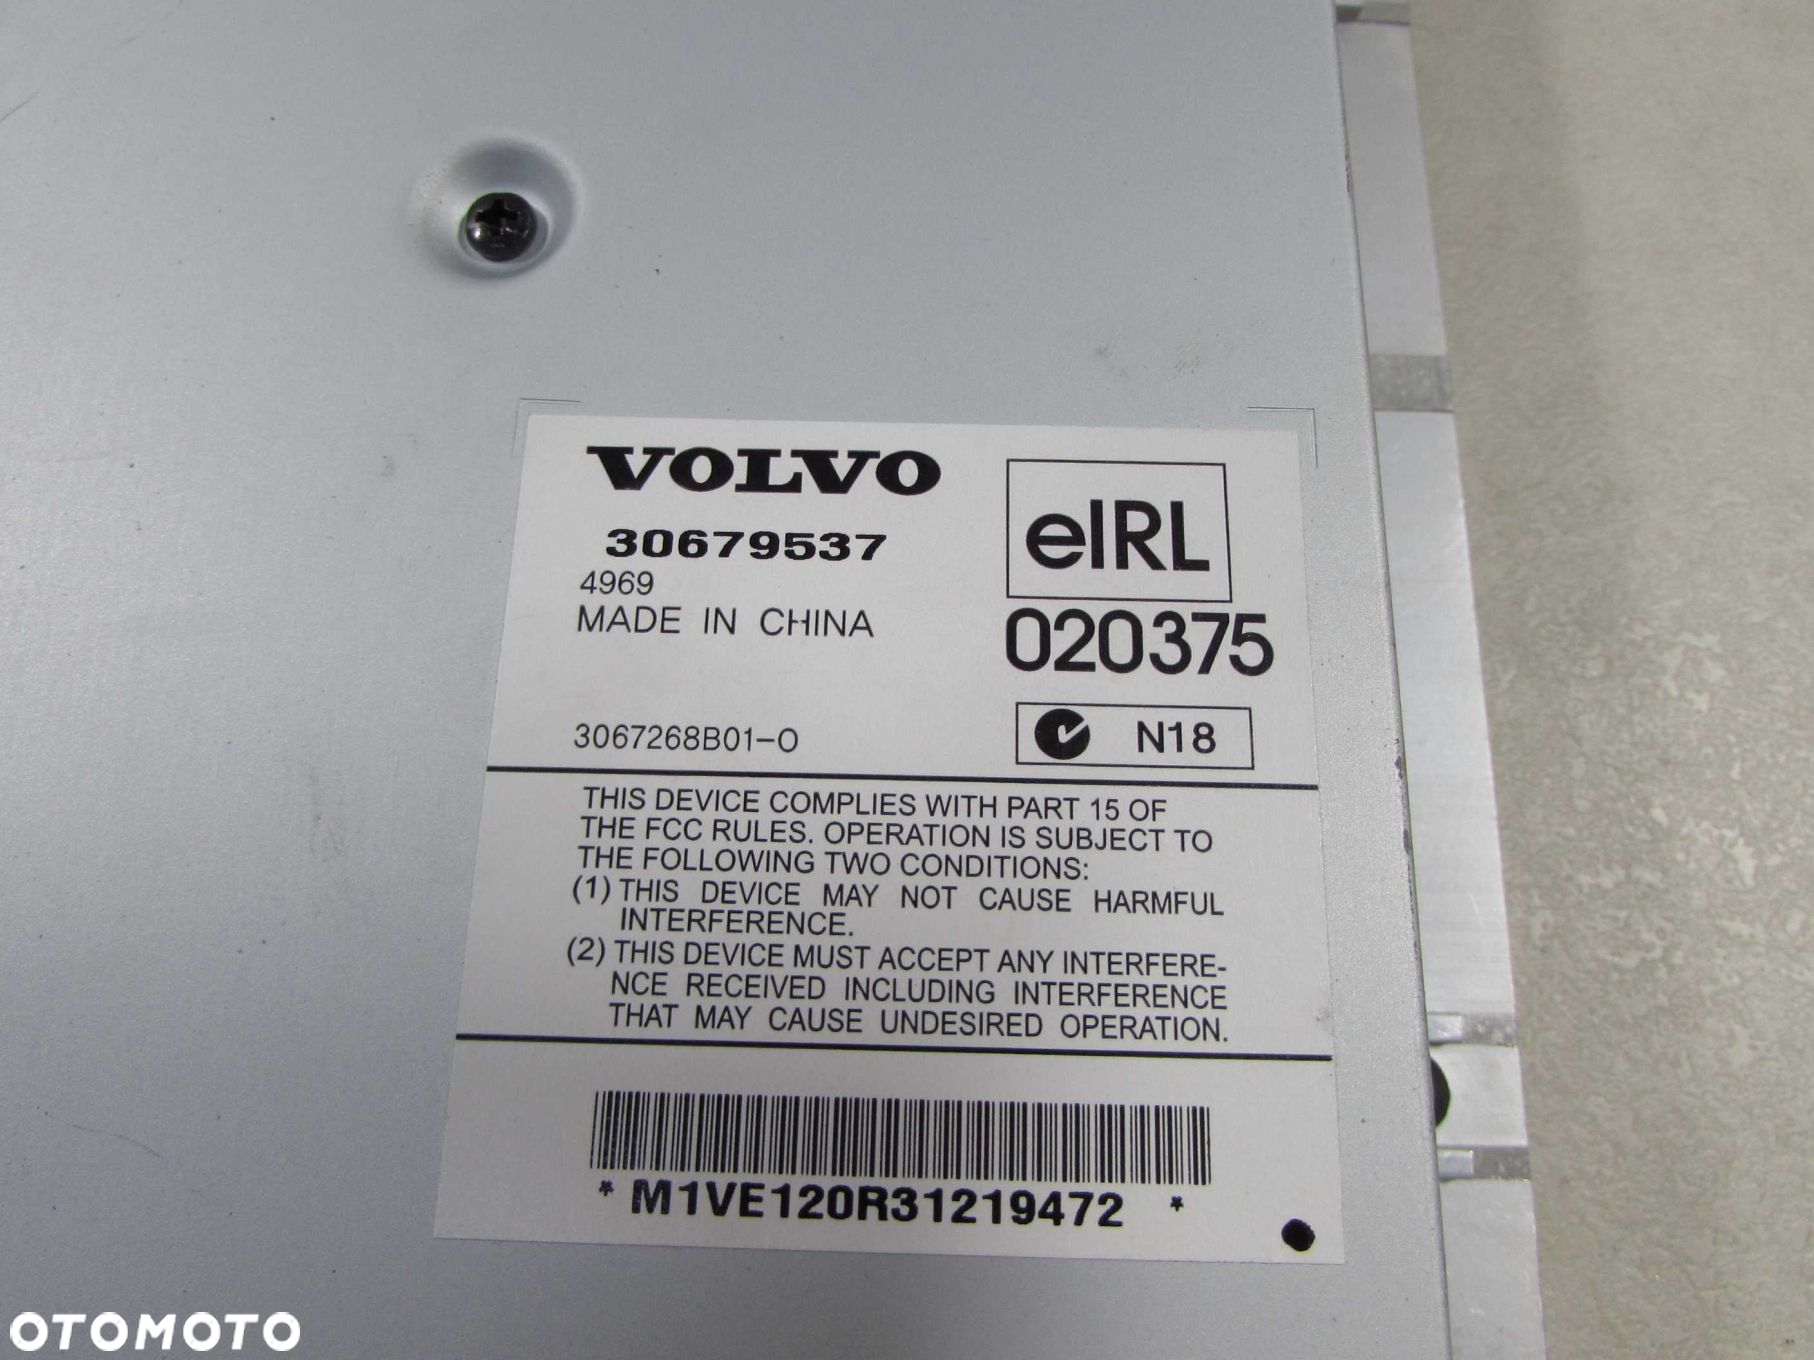 VOLVO
30679537
4969
MADE IN CHINA
3067268B01-0
eIRL
020375
N18
THIS DEVICE COMPLIES WITH PART 15 OF
THE FCC RULES. OPERATION IS SUBJECT TO
THE FOLLOWING TWO CONDITIONS:
(1) THIS DEVICE MAY NOT CAUSE HARMFUL
INTERFERENCE.
(2) THIS DEVICE MUST ACCEPT ANY INTERFERE-
NCE RECEIVED INCLUDING INTERFERENCE
THAT MAY CAUSE UNDESIRED OPERATION.
* M1VE120R31219472 *
OTOMOTO